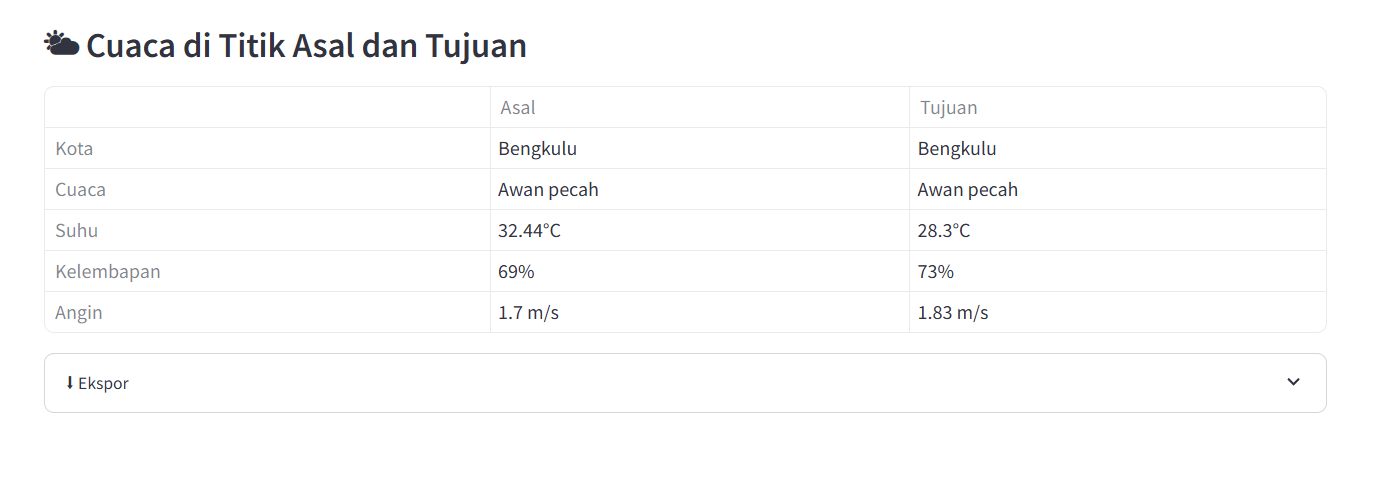 Cuaca di Titik Asal dan Tujuan
Asal Tujuan
Kota Bengkulu Bengkulu
Cuaca Awan pecah Awan pecah
Suhu 32.44°C 28.3°C
Kelembapan 69% 73%
Angin 1.7 m/s 1.83 m/s
Ekspor